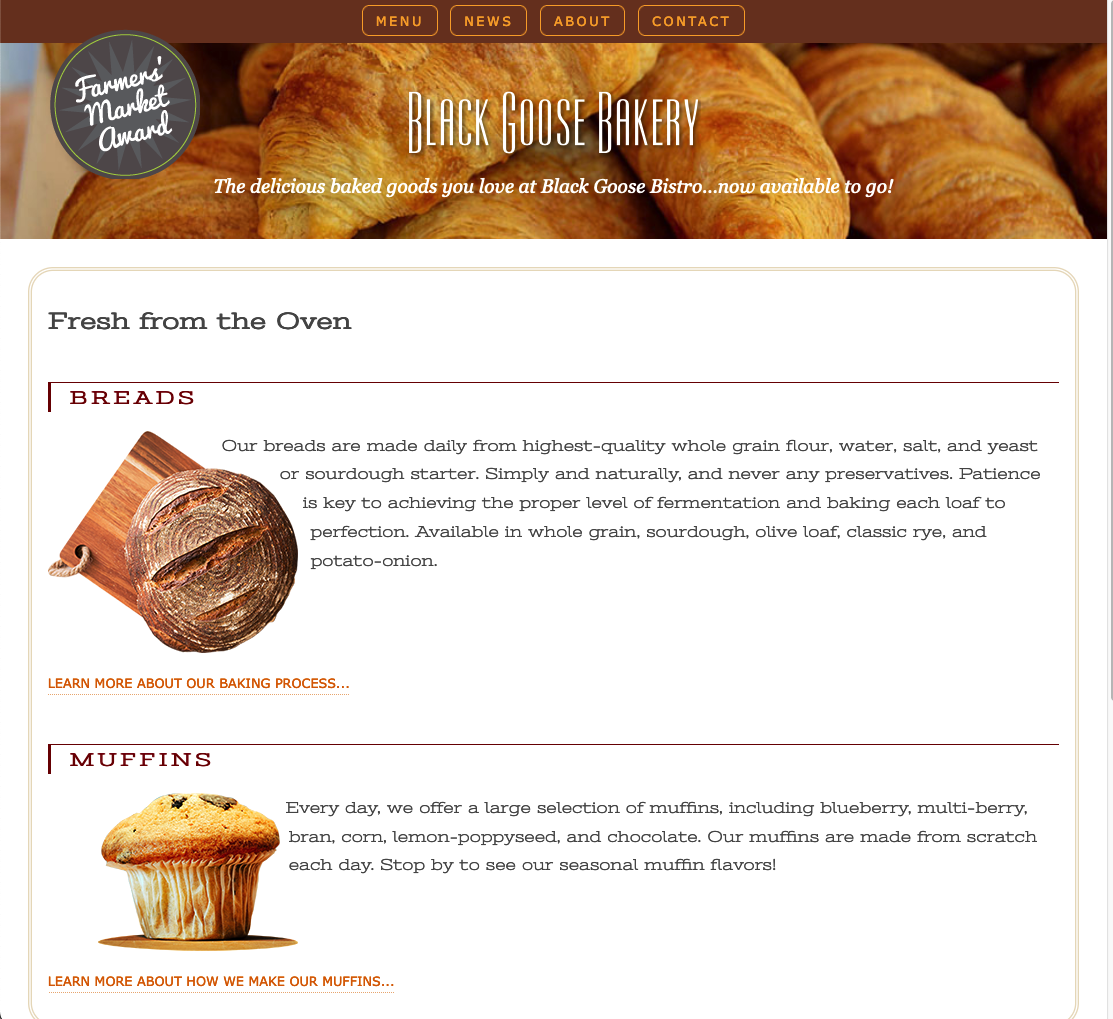 MENU NEWS ABOUT CONTACT
Farmers'
Market
Award
Black Goose Bakery
The delicious baked goods you love at Black Goose Bistro...now available to go!
Fresh from the Oven
BREADS
Our breads are made daily from highest-quality whole grain flour, water, salt, and yeast
or sourdough starter. Simply and naturally, and never any preservatives. Patience
is key to achieving the proper level of fermentation and baking each loaf to
perfection. Available in whole grain, sourdough, olive loaf, classic rye, and
potato-onion.
LEARN MORE ABOUT OUR BAKING PROCESS...
MUFFINS
Every day, we offer a large selection of muffins, including blueberry, multi-berry,
bran, corn, lemon-poppyseed, and chocolate. Our muffins are made from scratch
each day. Stop by to see our seasonal muffin flavors!
LEARN MORE ABOUT HOW WE MAKE OUR MUFFINS...